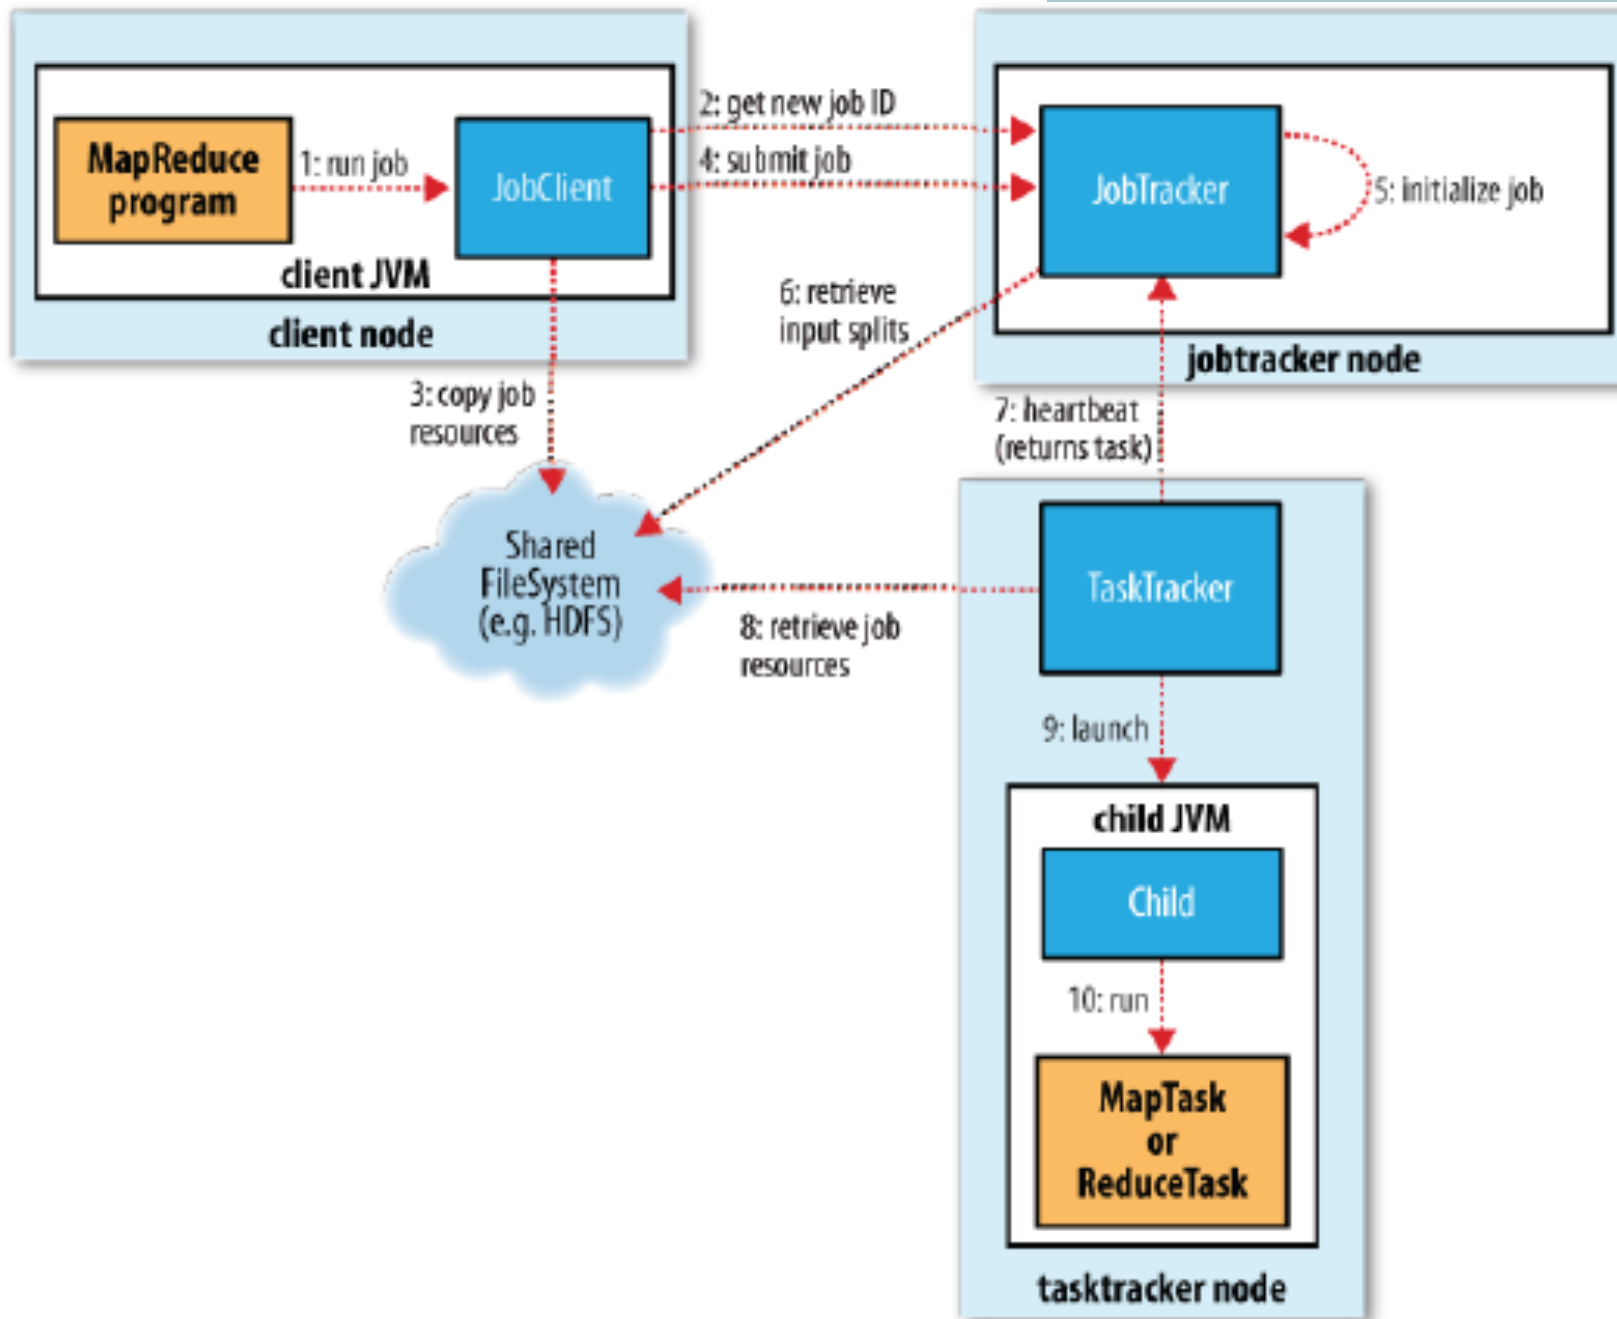 MapReduce
program
1: run job
JobClient
client JVM
client node
2: get new job ID
4: submit job
JobTracker
5: initialize job
jobtracker node
3: copy job
resources
6: retrieve
input splits
7: heartbeat
(returns task)
Shared
FileSystem
(e.g. HDFS)
8: retrieve job
resources
TaskTracker
9: launch
child JVM
Child
10: run
MapTask
or
ReduceTask
tasktracker node